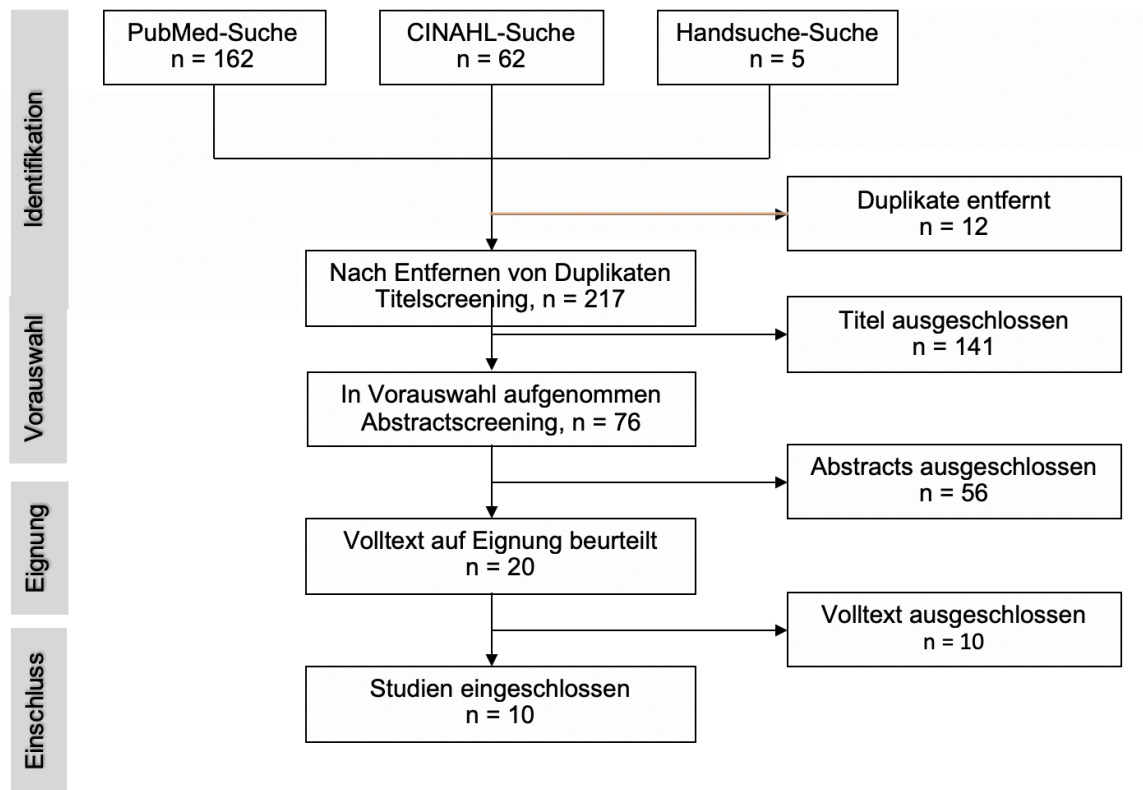 PubMed-Suche
n = 162
CINAHL-Suche
n = 62
Handsuche-Suche
n = 5
Identifikation
Duplikate entfernt
n = 12
Nach Entfernen von Duplikaten
Titelscreening, n = 217
Vorauswahl
Titel ausgeschlossen
n = 141
In Vorauswahl aufgenommen
Abstractscreening, n = 76
Abstracts ausgeschlossen
n = 56
Eignung
Volltext auf Eignung beurteilt
n = 20
Volltext ausgeschlossen
n = 10
Einschluss
Studien eingeschlossen
n = 10